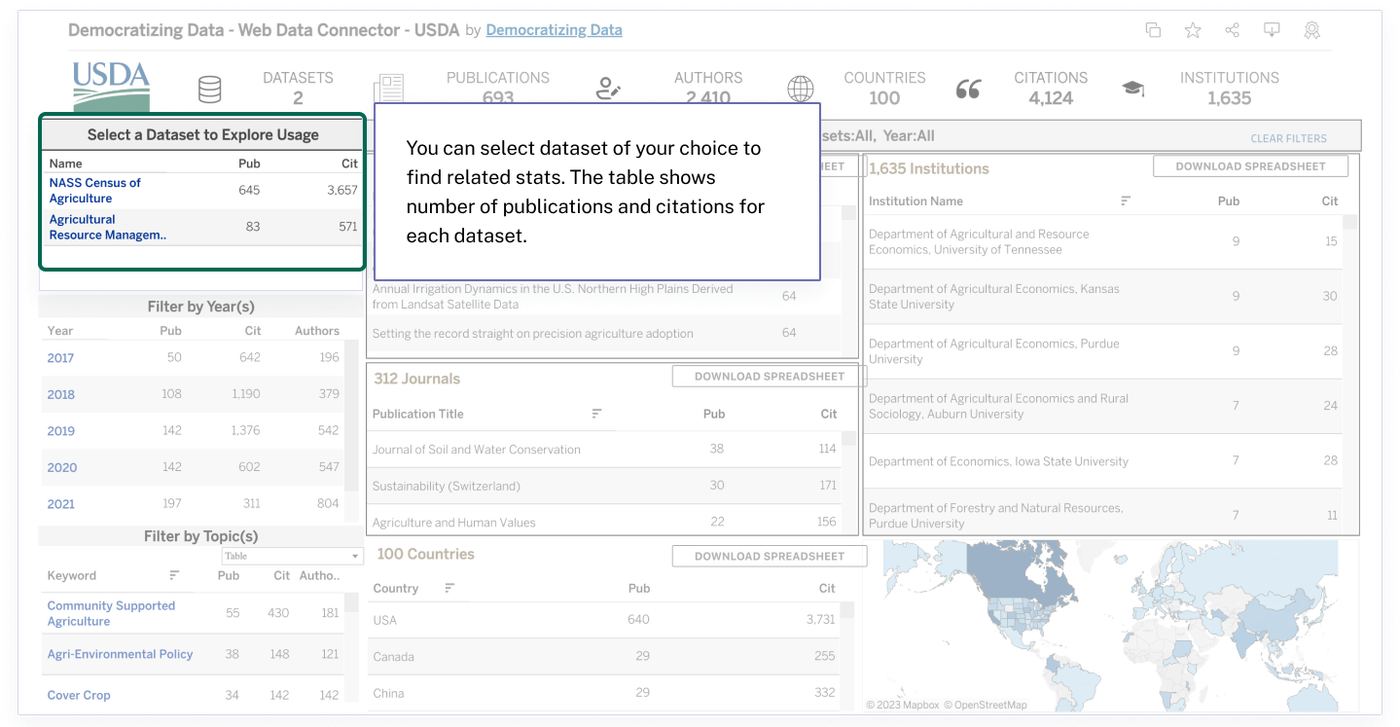 Democratizing Data - Web Data Connector - USDA by Democratizing Data
USDA
DATASETS
2
PUBLICATIONS
693
AUTHORS
2,410
COUNTRIES
100
CITATIONS
4,124
INSTITUTIONS
1,635
Select a Dataset to Explore Usage
Name Pub Cit
NASS Census of
Agriculture 645 3,657
Agricultural
Resource Managem.. 83 571
You can select dataset of your choice to
find related stats. The table shows
number of publications and citations for
each dataset.
sets:All, Year:All
CLEAR FILTERS
Filter by Year(s)
Year Pub Cit Authors
2017 50 642 196
2018 108 1,190 379
2019 142 1,376 542
2020 142 602 547
2021 197 311 804
Filter by Topic(s)
Table
Keyword Pub Cit Autho..
Community Supported
Agriculture 55 430 181
Agri-Environmental Policy 38 148 121
Cover Crop 34 142 142
EET
Annual Irrigation Dynamics in the U.S. Northern High Plains Derived
from Landsat Satellite Data 64
Setting the record straight on precision agriculture adoption 64
312 Journals
DOWNLOAD SPREADSHEET
Publication Title Pub Cit
Journal of Soil and Water Conservation 38 114
Sustainability (Switzerland) 30 171
Agriculture and Human Values 22 156
100 Countries
DOWNLOAD SPREADSHEET
Country Pub Cit
USA 640 3,731
Canada 29 255
China 29 332
1,635 Institutions
DOWNLOAD SPREADSHEET
Institution Name Pub Cit
Department of Agricultural and Resource
Economics, University of Tennessee 9 15
Department of Agricultural Economics, Kansas
State University 9 30
Department of Agricultural Economics, Purdue
University 9 28
Department of Agricultural Economics and Rural
Sociology, Auburn University 7 24
Department of Economics, Iowa State University 7 28
Department of Forestry and Natural Resources,
Purdue University 7 11
© 2023 Mapbox © OpenStreetMap